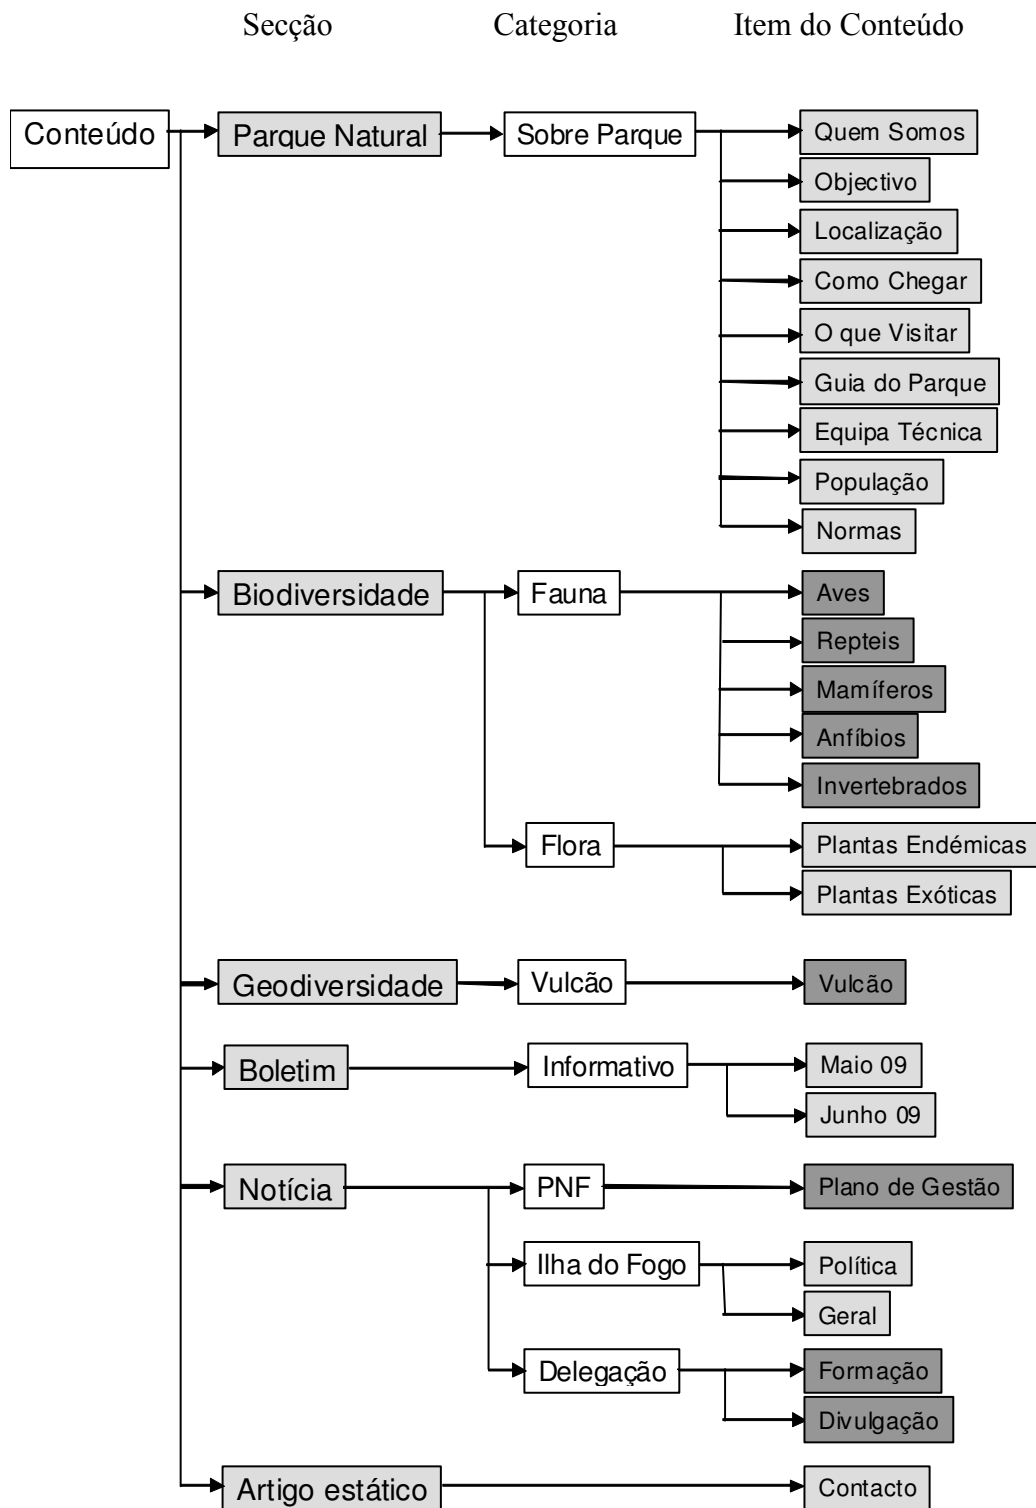 Secção Categoria Item do Conteúdo
Conteúdo Parque Natural Sobre Parque Quem Somos
Objectivo
Localização
Como Chegar
O que Visitar
Guia do Parque
Equipa Técnica
População
Normas
Biodiversidade Fauna Aves
Repteis
Mamíferos
Anfíbios
Invertebrados
Flora Plantas Endémicas
Plantas Exóticas
Geodiversidade Vulcão Vulcão
Boletim Informativo Maio 09
Junho 09
Notícia PNF Plano de Gestão
Ilha do Fogo Política
Geral
Delegação Formação
Divulgação
Artigo estático Contacto